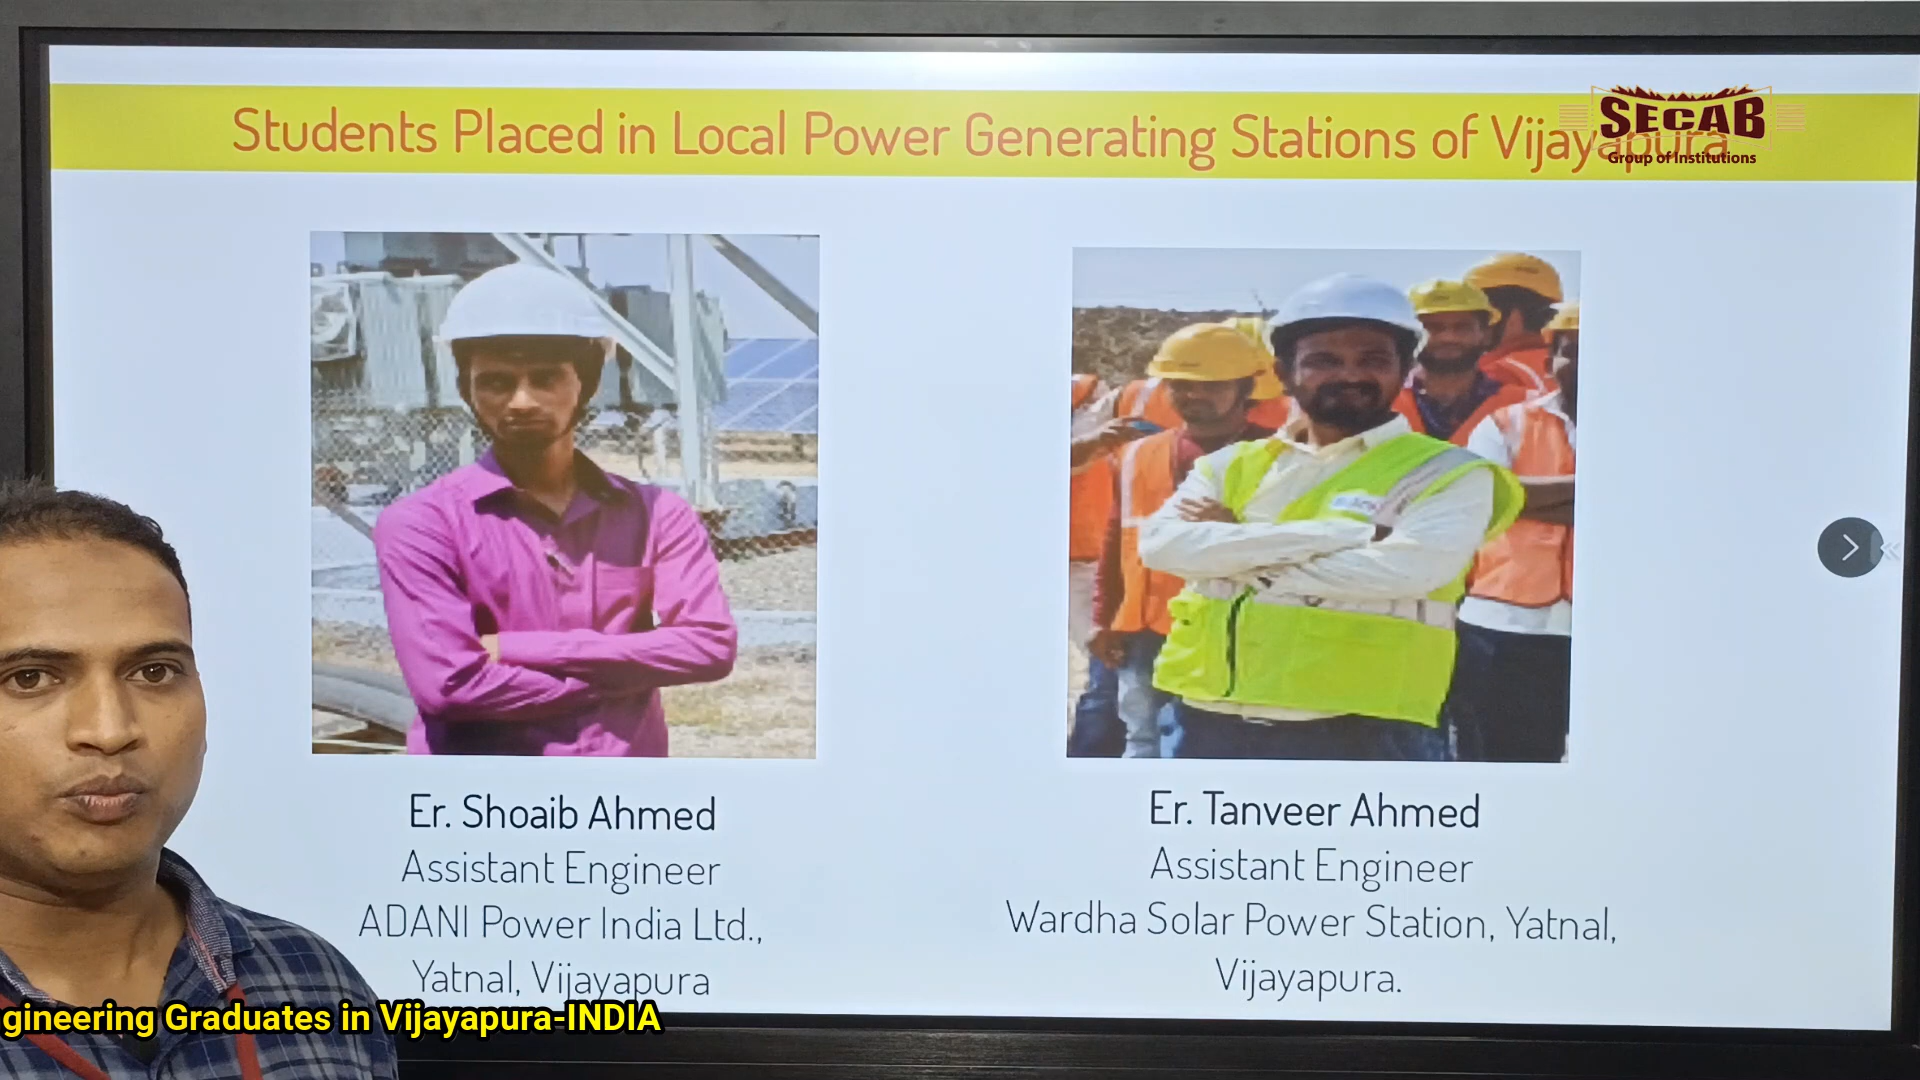 Students Placed in Local Power Generating Stations of Vijayapura
SECAB
Group of Institutions
Er. Shoaib Ahmed
Assistant Engineer
ADANI Power India Ltd.,
Yatnal, Vijayapura
Er. Tanveer Ahmed
Assistant Engineer
Wardha Solar Power Station, Yatnal,
Vijayapura.
gineering Graduates in Vijayapura-INDIA